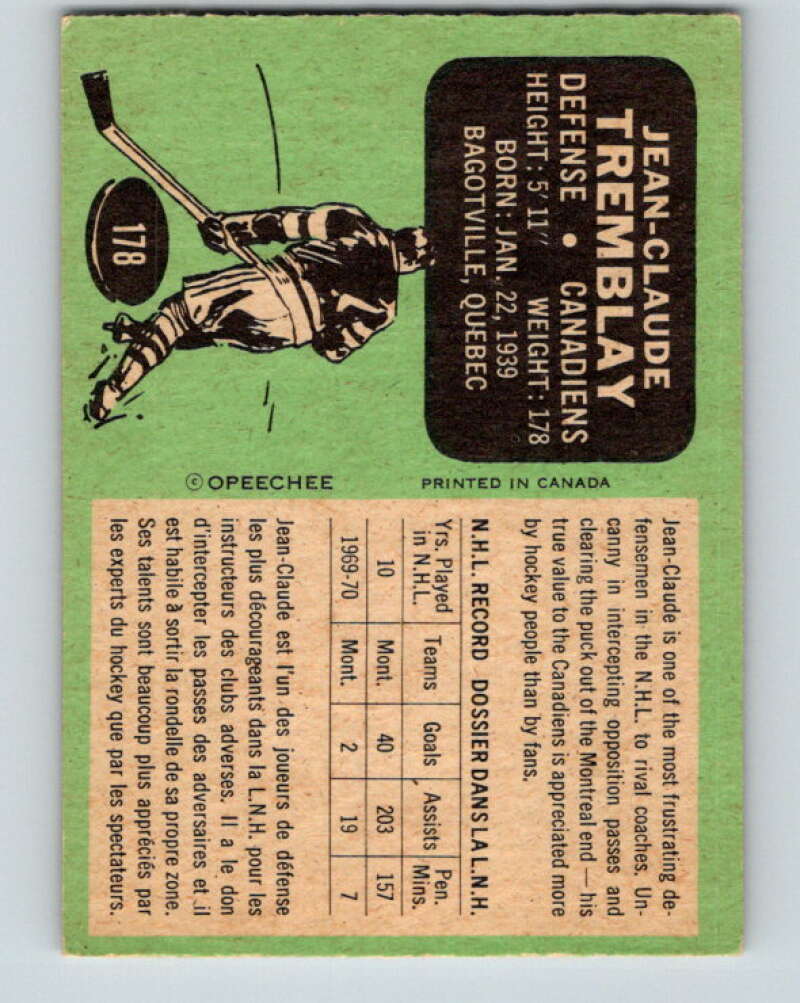 JEAN-CLAUDE
TREMBLAY
DEFENSE • CANADIENS
HEIGHT: 5'11" WEIGHT: 178
BORN: JAN. 22, 1939
BAGOTVILLE, QUEBEC
178
© OPEECHEE
PRINTED IN CANADA
Jean-Claude is one of the most frustrating de-
fensemen in the N.H.L. to rival coaches. Un-
canny in intercepting opposition passes and
clearing the puck out of the Montreal end — his
true value to the Canadiens is appreciated more
by hockey people than by fans.
N.H.L. RECORD DOSSIER DANS LA L.N.H.
Yrs. Played in N.H.L. Teams Goals Assists Pen. Mins.
10 Mont. 40 203 157
1969-70 Mont. 2 19 7
Jean-Claude est l'un des joueurs de défense
les plus décourageants dans la L.N.H. pour les
instructeurs des clubs adverses. Il a le don
d'intercepter les passes des adversaires et il
est habile à sortir la rondelle de sa propre zone.
Ses talents sont beaucoup plus appréciés par
les experts du hockey que par les spectateurs.